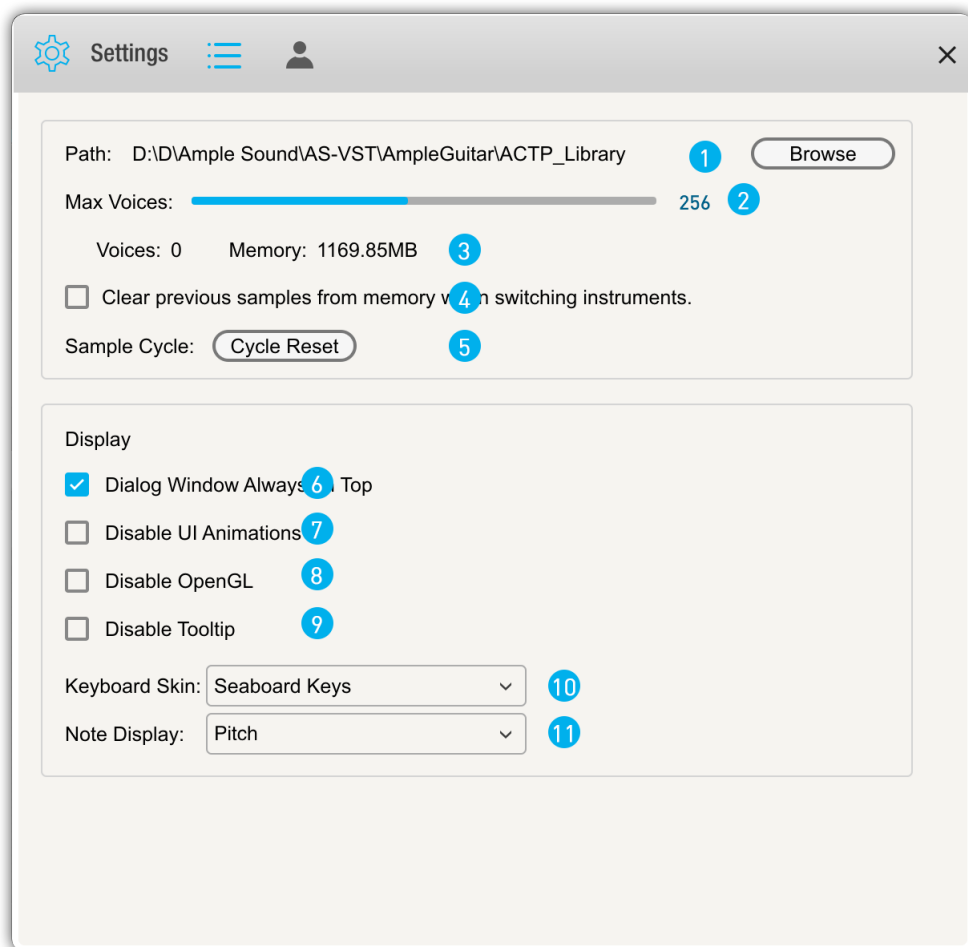 Settings
Path: D:\D\Ample Sound\AS-VST\AmpleGuitar\ACTP_Library 1 Browse
Max Voices: 256 2
Voices: 0 Memory: 1169.85MB 3
Clear previous samples from memory w 4 n switching instruments.
Sample Cycle: Cycle Reset 5
Display
Dialog Window Always 6 Top
Disable UI Animations 7
Disable OpenGL 8
Disable Tooltip 9
Keyboard Skin: Seaboard Keys 10
Note Display: Pitch 11